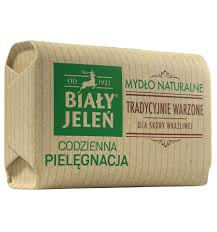 OD 1921
BIAŁY
JELEŃ
CODZIENNA
PIELĘGNACJA
MYDŁO NATURALNE
TRADYCYJNIE WARZONE
DLA SKÓRY WRAŻLIWEJ